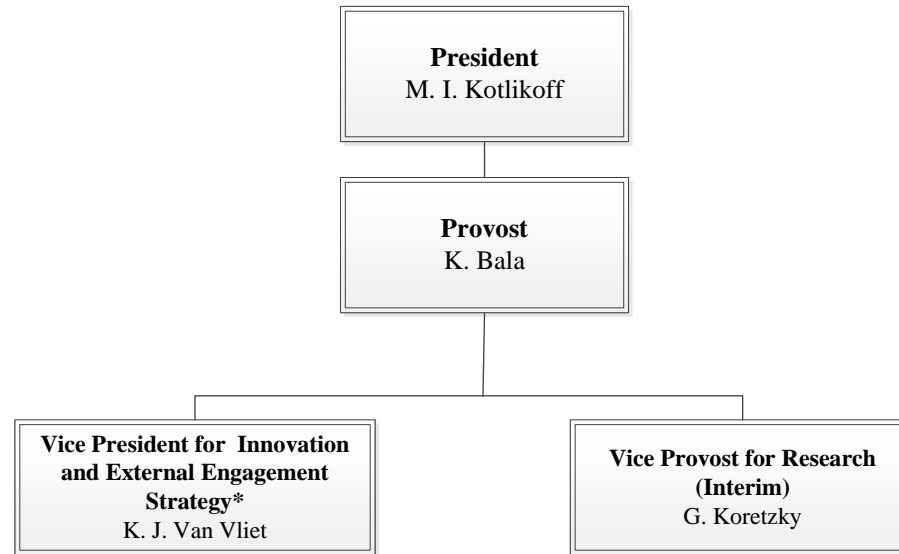 President
M. I. Kotlikoff
Provost
K. Bala
Vice President for  Innovation
and External Engagement
Strategy*
K. J. Van Vliet
Vice Provost for Research
(Interim)
G. Koretzky